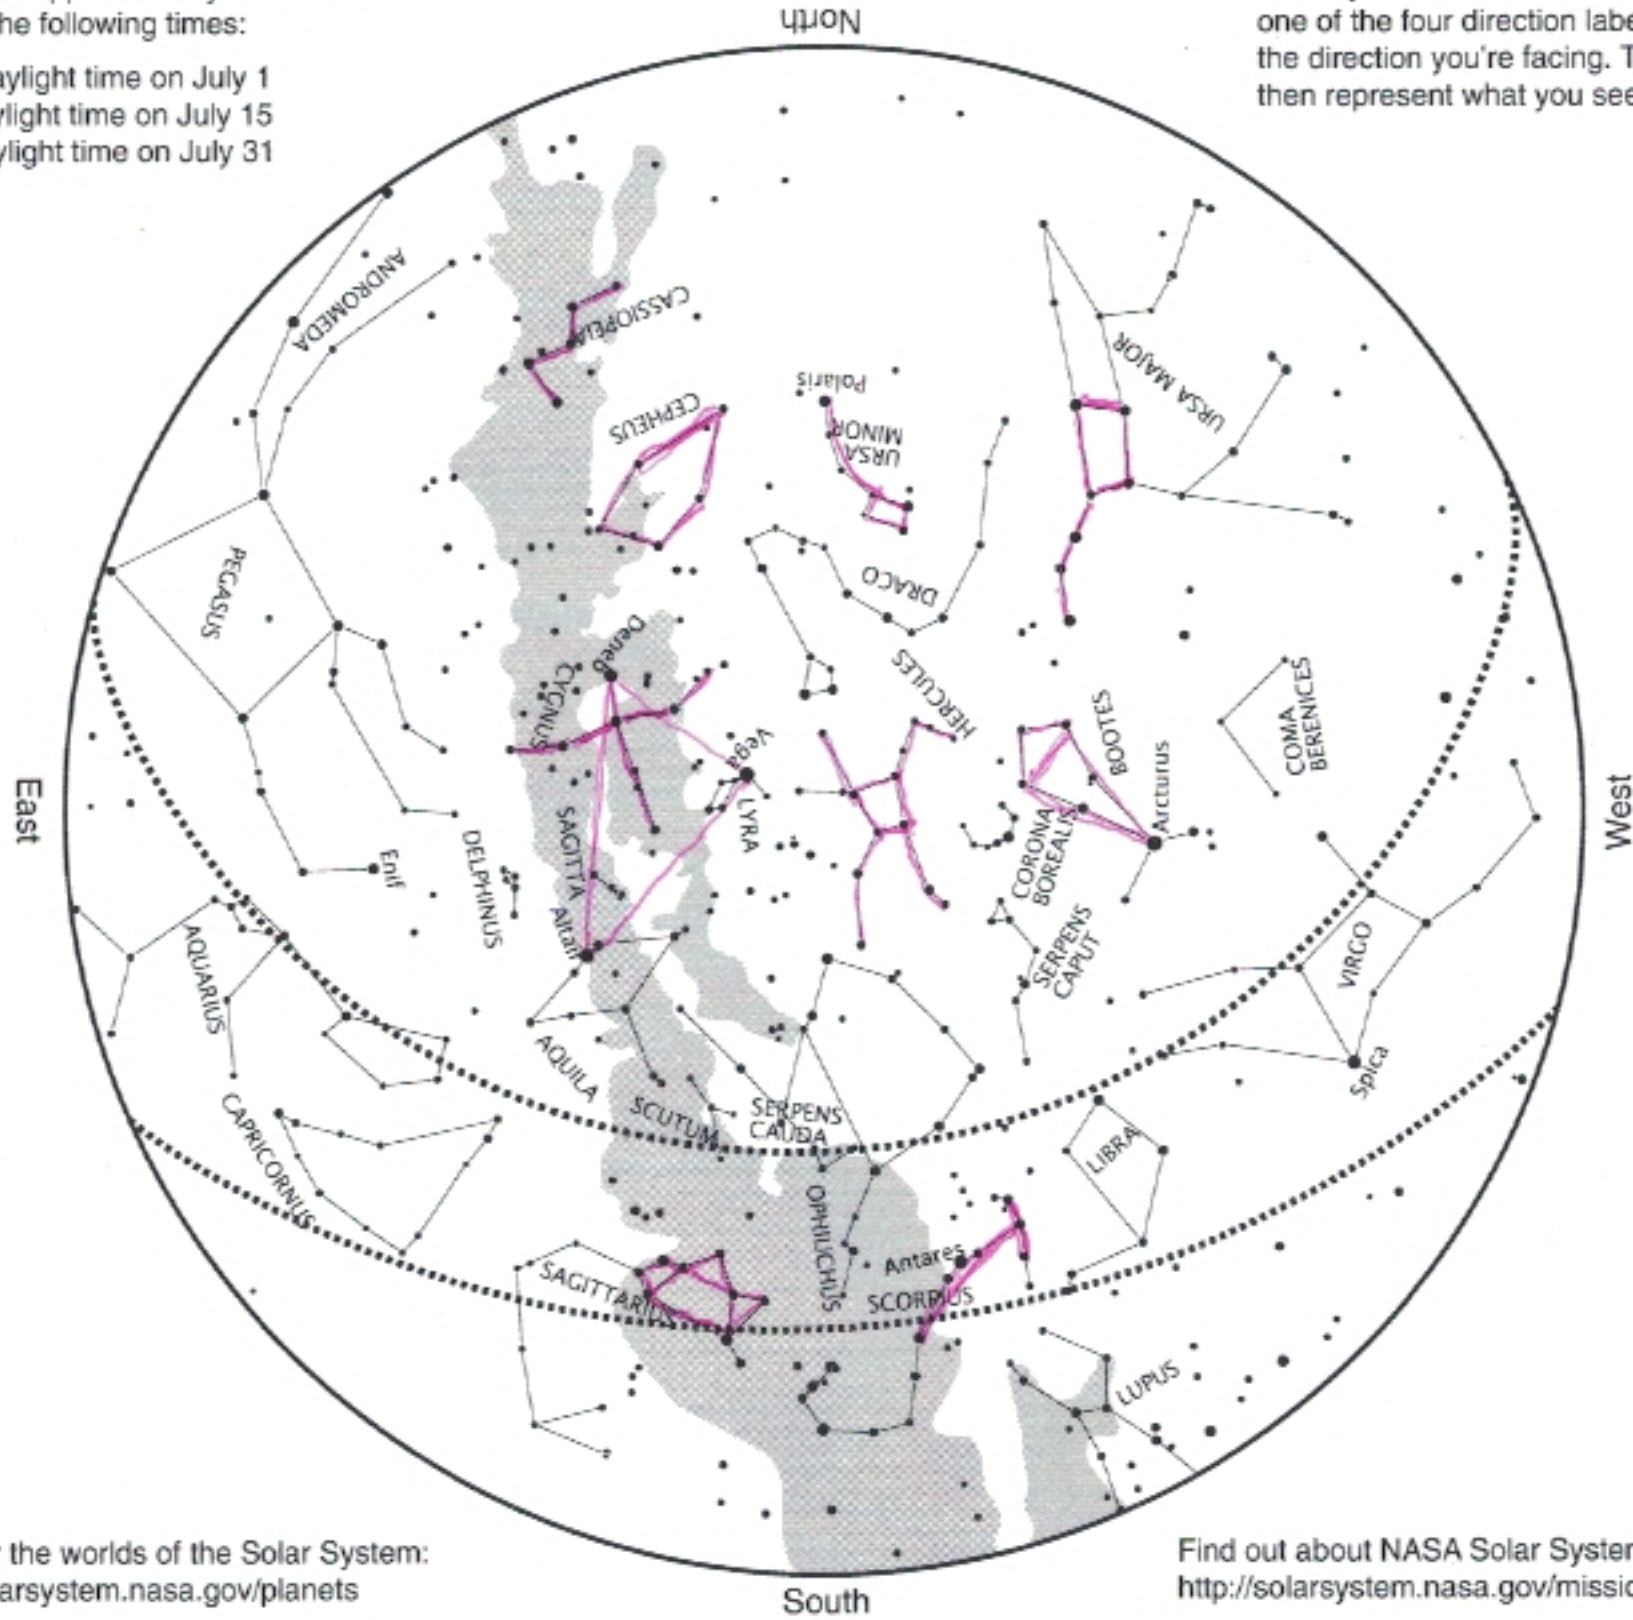 he following times:
aylight time on July 1
ylight time on July 15
ylight time on July 31
North
one of the four direction labe
the direction you're facing. T
then represent what you see
ANDROMEDA
CASSIOPEIA
CEPHEUS
Polaris
URSA
MINOR
URSA MAJOR
PEGASUS
DRACO
Deneb
CYGNUS
HERCULES
Vega
LYRA
BOOTES
Arcturus
COMA
BERENICES
East
West
SAGITTA
DELPHINUS
Enif
Altair
CORONA
BOREALIS
SERPENS
CAPUT
VIRGO
AQUARIUS
AQUILA
SCUTUM
SERPENS
CAUDA
Spica
CAPRICORNUS
LIBRA
OPHIUCHUS
SAGITTARIUS
Antares
SCORPIUS
LUPUS
South
the worlds of the Solar System:
arsystem.nasa.gov/planets
Find out about NASA Solar System
http://solarsystem.nasa.gov/missio